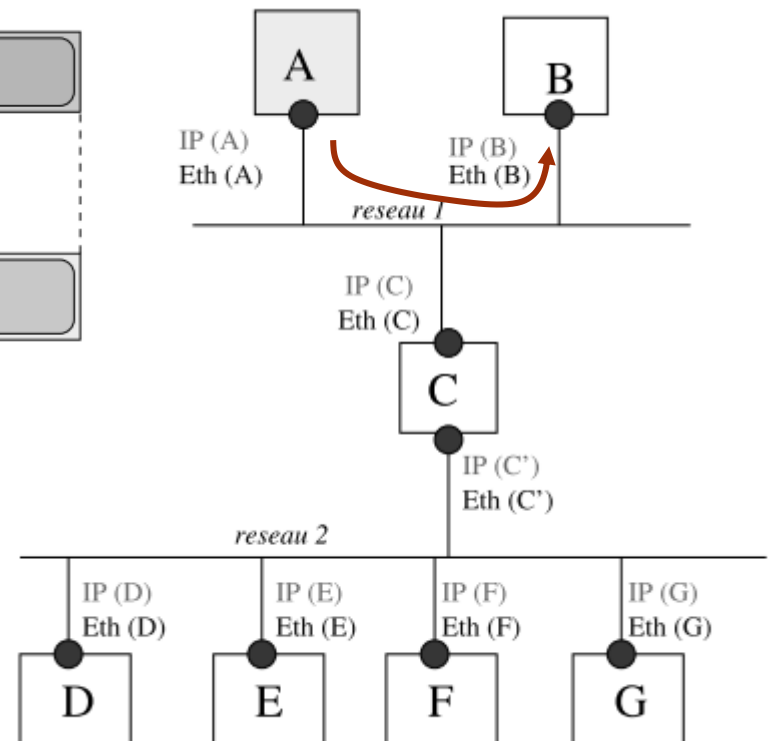 A
B
IP (A)
Eth (A)
IP (B)
Eth (B)
reseau 1
IP (C)
Eth (C)
C
IP (C’)
Eth (C’)
reseau 2
IP (D)
Eth (D)
IP (E)
Eth (E)
IP (F)
Eth (F)
IP (G)
Eth (G)
D
E
F
G